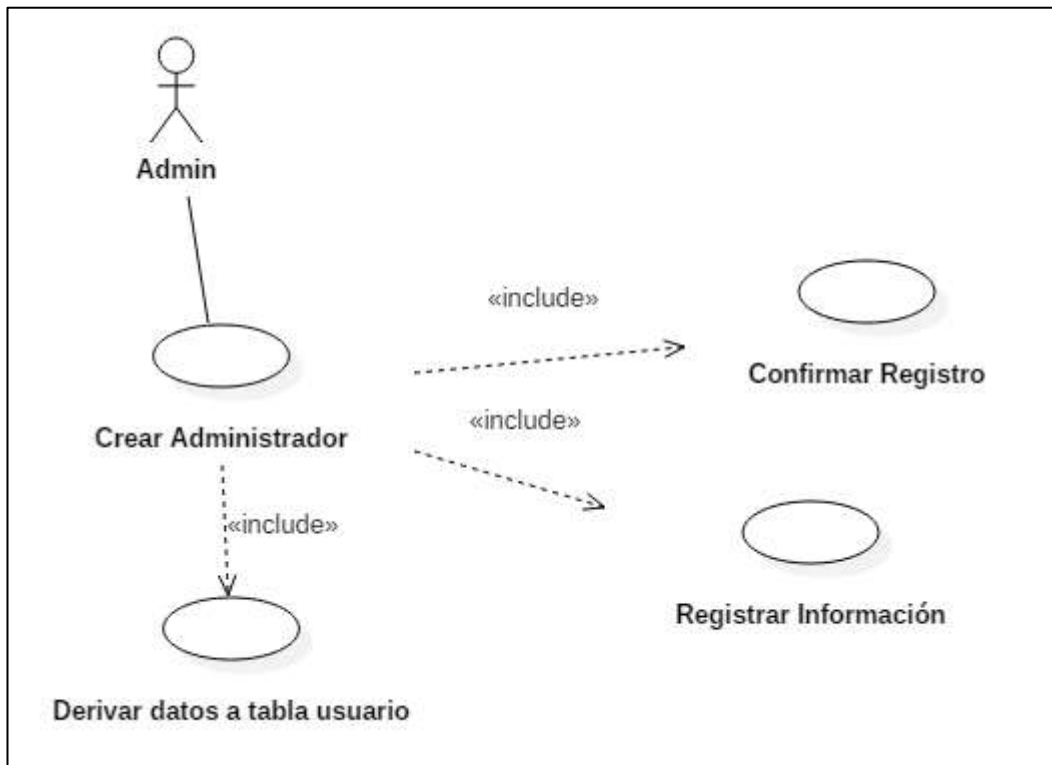 Admin
«include»
Confirmar Registro
«include»
Crear Administrador
«include»
Registrar Información
Derivar datos a tabla usuario